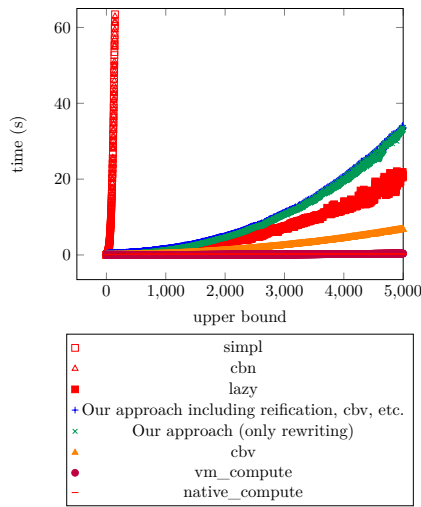 60
40
20
0
time (s)
0 1,000 2,000 3,000 4,000 5,000
upper bound
simpl
cbn
lazy
Our approach including reification, cbv, etc.
Our approach (only rewriting)
cbv
vm_compute
native_compute